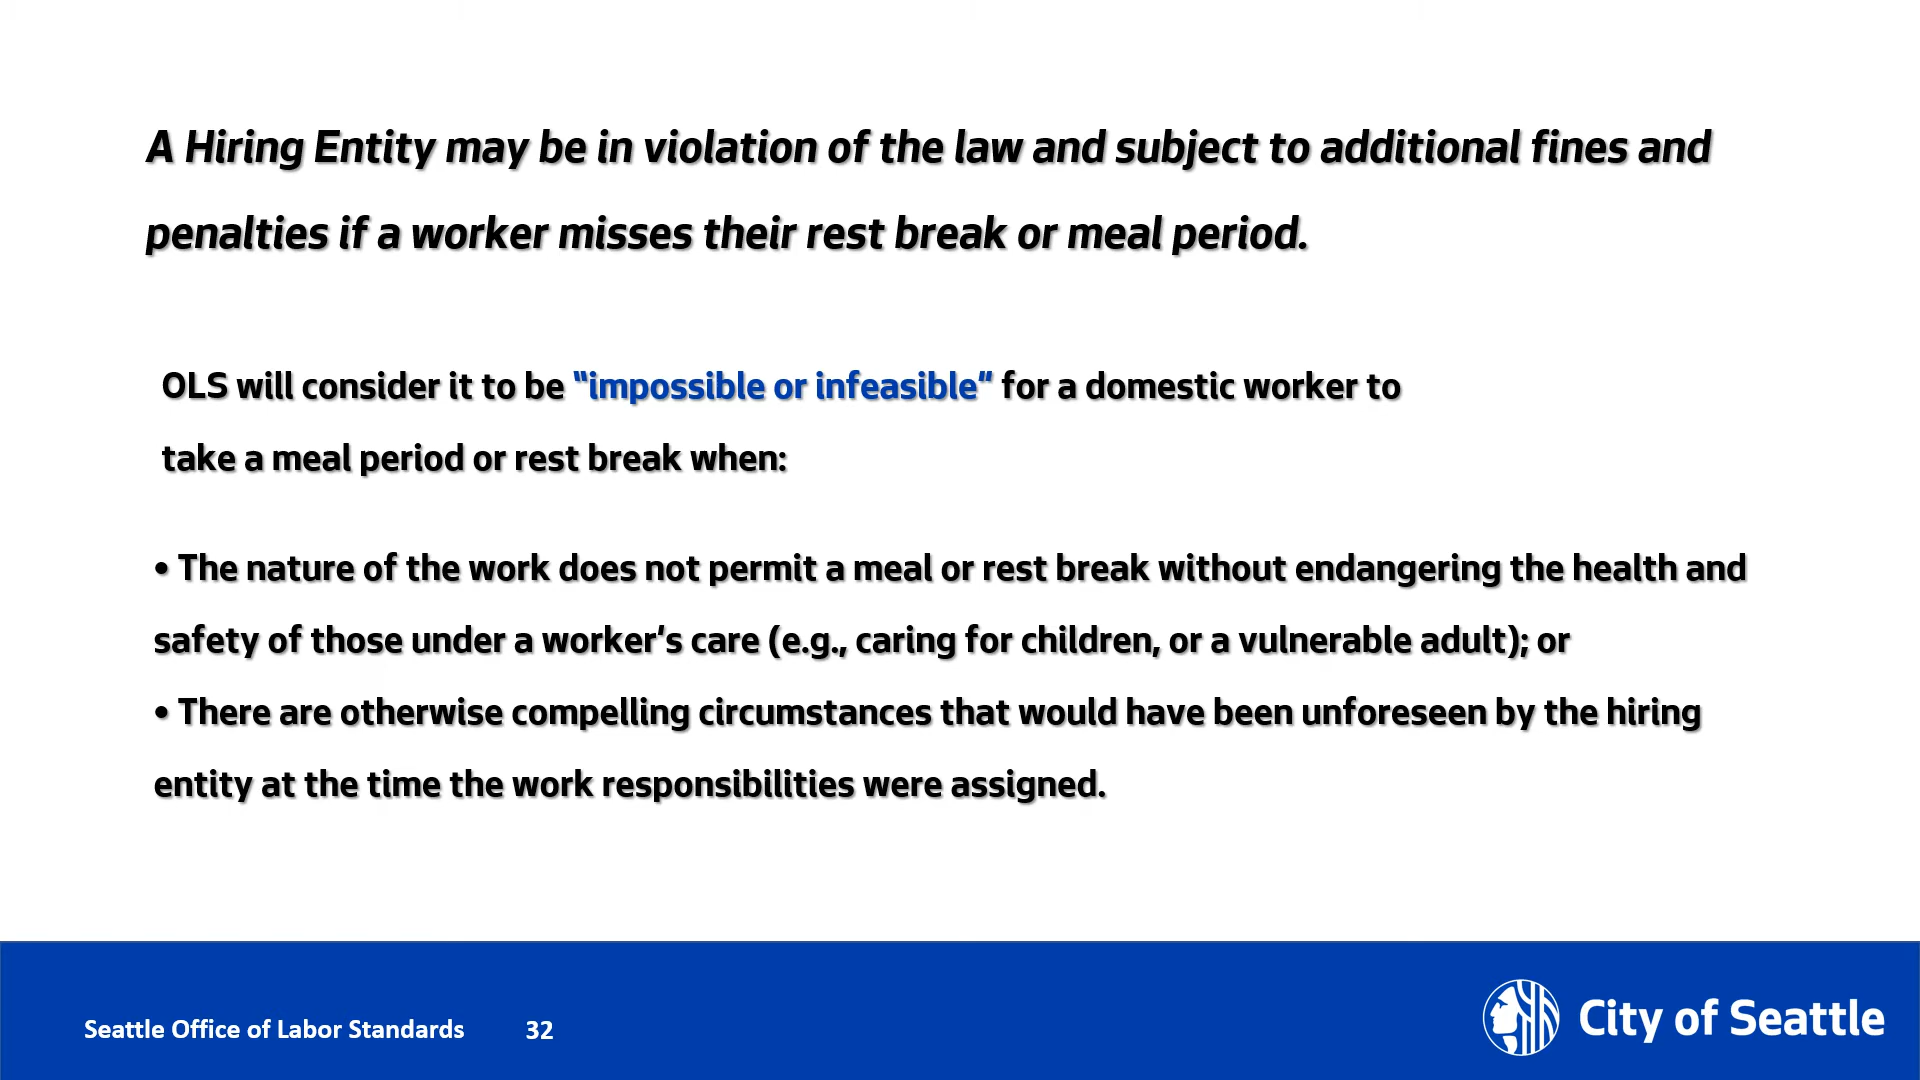 A Hiring Entity may be in violation of the law and subject to additional fines and
penalties if a worker misses their rest break or meal period.
OLS will consider it to be "impossible or infeasible" for a domestic worker to
take a meal period or rest break when:
• The nature of the work does not permit a meal or rest break without endangering the health and
safety of those under a worker's care (e.g., caring for children, or a vulnerable adult); or
• There are otherwise compelling circumstances that would have been unforeseen by the hiring
entity at the time the work responsibilities were assigned.
Seattle Office of Labor Standards 32
City of Seattle